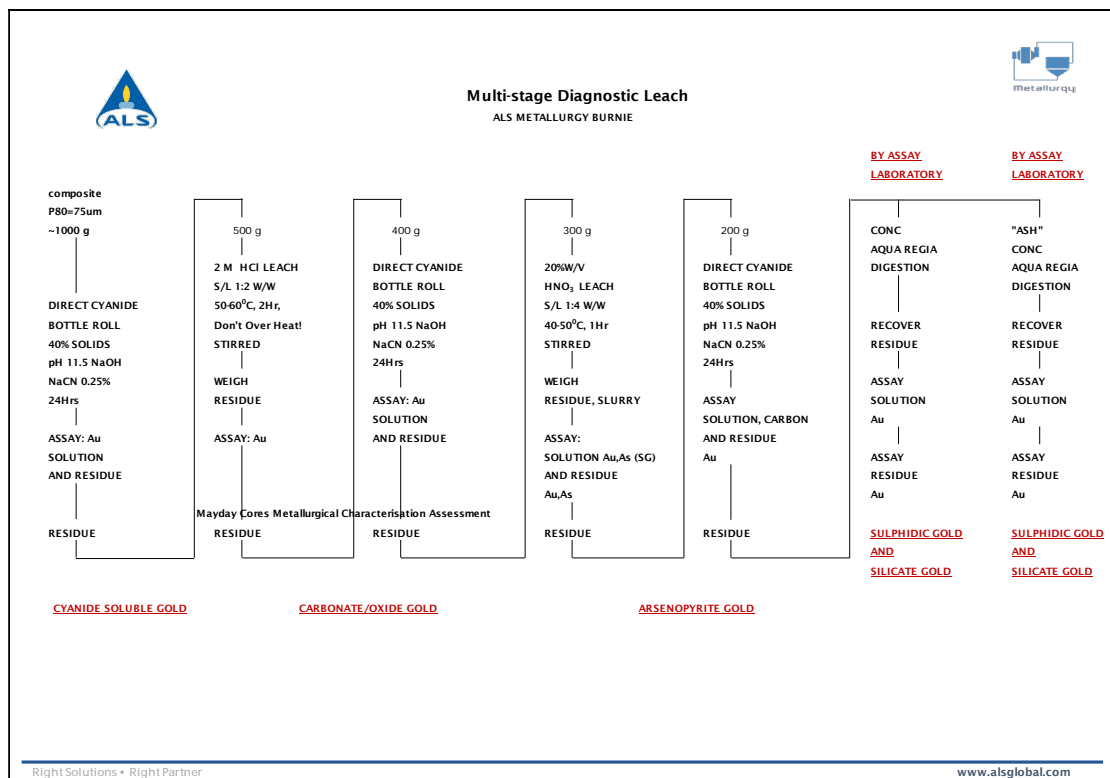 ALS
Metallurgy
Multi-stage Diagnostic Leach
ALS METALLURGY BURNIE
BY ASSAY
LABORATORY
BY ASSAY
LABORATORY
composite
P80=75um
~1000 g
DIRECT CYANIDE
BOTTLE ROLL
40% SOLIDS
pH 11.5 NaOH
NaCN 0.25%
24Hrs
ASSAY: Au
SOLUTION
AND RESIDUE
RESIDUE
500 g
2 M HCl LEACH
S/L 1:2 W/W
50-60⁰C, 2Hr,
Don't Over Heat!
STIRRED
WEIGH
RESIDUE
ASSAY: Au
RESIDUE
400 g
DIRECT CYANIDE
BOTTLE ROLL
40% SOLIDS
pH 11.5 NaOH
NaCN 0.25%
24Hrs
ASSAY: Au
SOLUTION
AND RESIDUE
RESIDUE
300 g
20%W/V
HNO₃ LEACH
S/L 1:4 W/W
40-50⁰C, 1Hr
STIRRED
WEIGH
RESIDUE, SLURRY
ASSAY:
SOLUTION Au,As (SG)
AND RESIDUE
Au,As
RESIDUE
200 g
DIRECT CYANIDE
BOTTLE ROLL
40% SOLIDS
pH 11.5 NaOH
NaCN 0.25%
24Hrs
ASSAY
SOLUTION, CARBON
AND RESIDUE
Au
RESIDUE
CONC
AQUA REGIA
DIGESTION
RECOVER
RESIDUE
ASSAY
SOLUTION
Au
ASSAY
RESIDUE
Au
SULPHIDIC GOLD
AND
SILICATE GOLD
"ASH"
CONC
AQUA REGIA
DIGESTION
RECOVER
RESIDUE
ASSAY
SOLUTION
Au
ASSAY
RESIDUE
Au
SULPHIDIC GOLD
AND
SILICATE GOLD
Mayday Cores Metallurgical Characterisation Assessment
CYANIDE SOLUBLE GOLD
CARBONATE/OXIDE GOLD
ARSENOPYRITE GOLD
Right Solutions • Right Partner
www.alsglobal.com